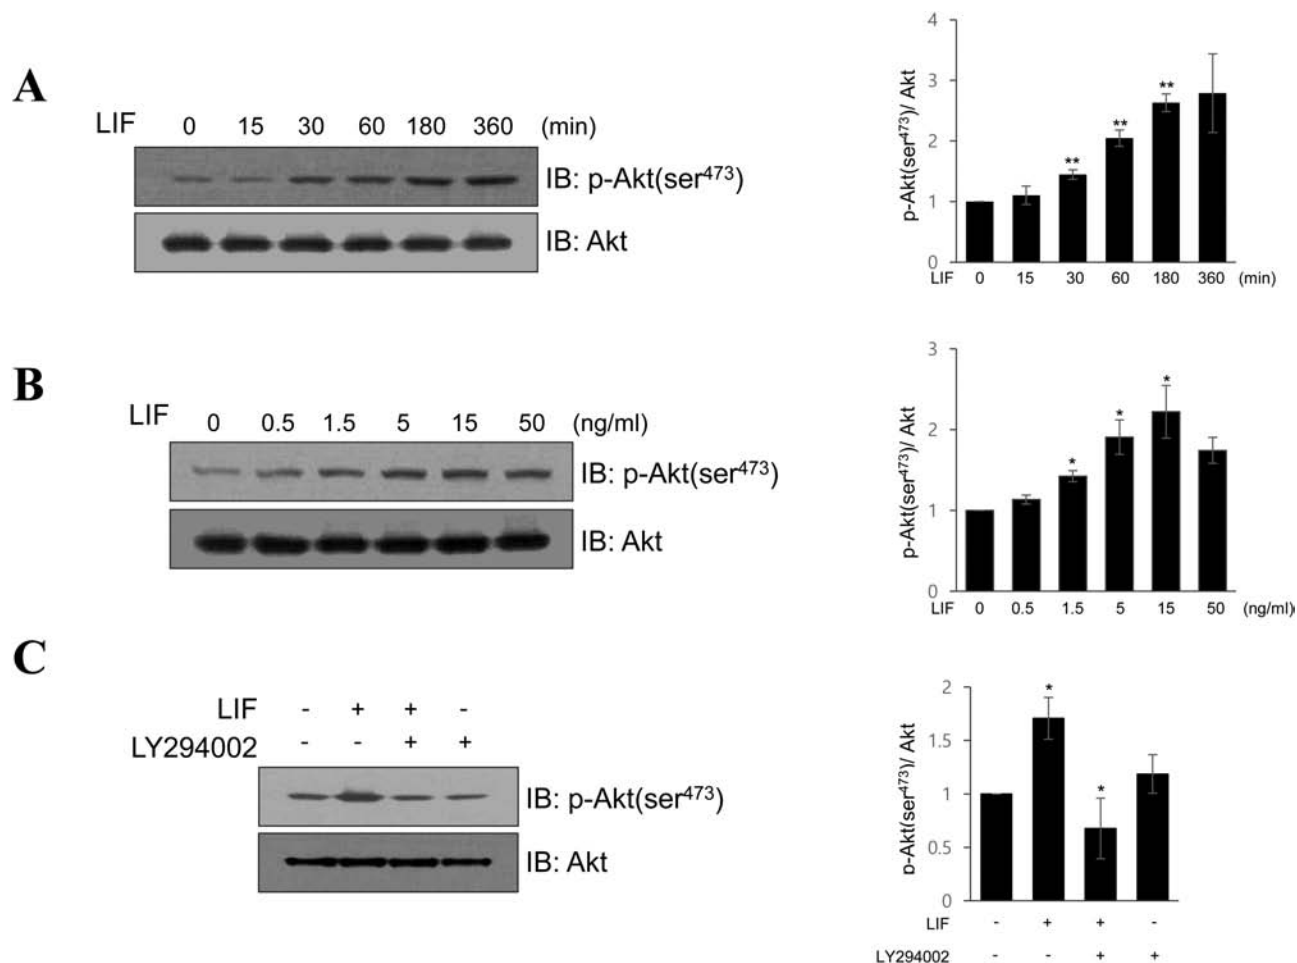 A
LIF 0 15 30 60 180 360 (min)
IB: p-Akt(ser473)
IB: Akt
4
3
2
1
0
p-Akt(ser473)/ Akt
** ** **
LIF 0 15 30 60 180 360 (min)
B
LIF 0 0.5 1.5 5 15 50 (ng/ml)
IB: p-Akt(ser473)
IB: Akt
3
2
1
0
p-Akt(ser473)/ Akt
* * *
LIF 0 0.5 1.5 5 15 50 (ng/ml)
C
LIF - + + -
LY294002 - - + +
IB: p-Akt(ser473)
IB: Akt
2
1.5
1
0.5
0
p-Akt(ser473)/ Akt
* *
LIF - + + -
LY294002 - - + +